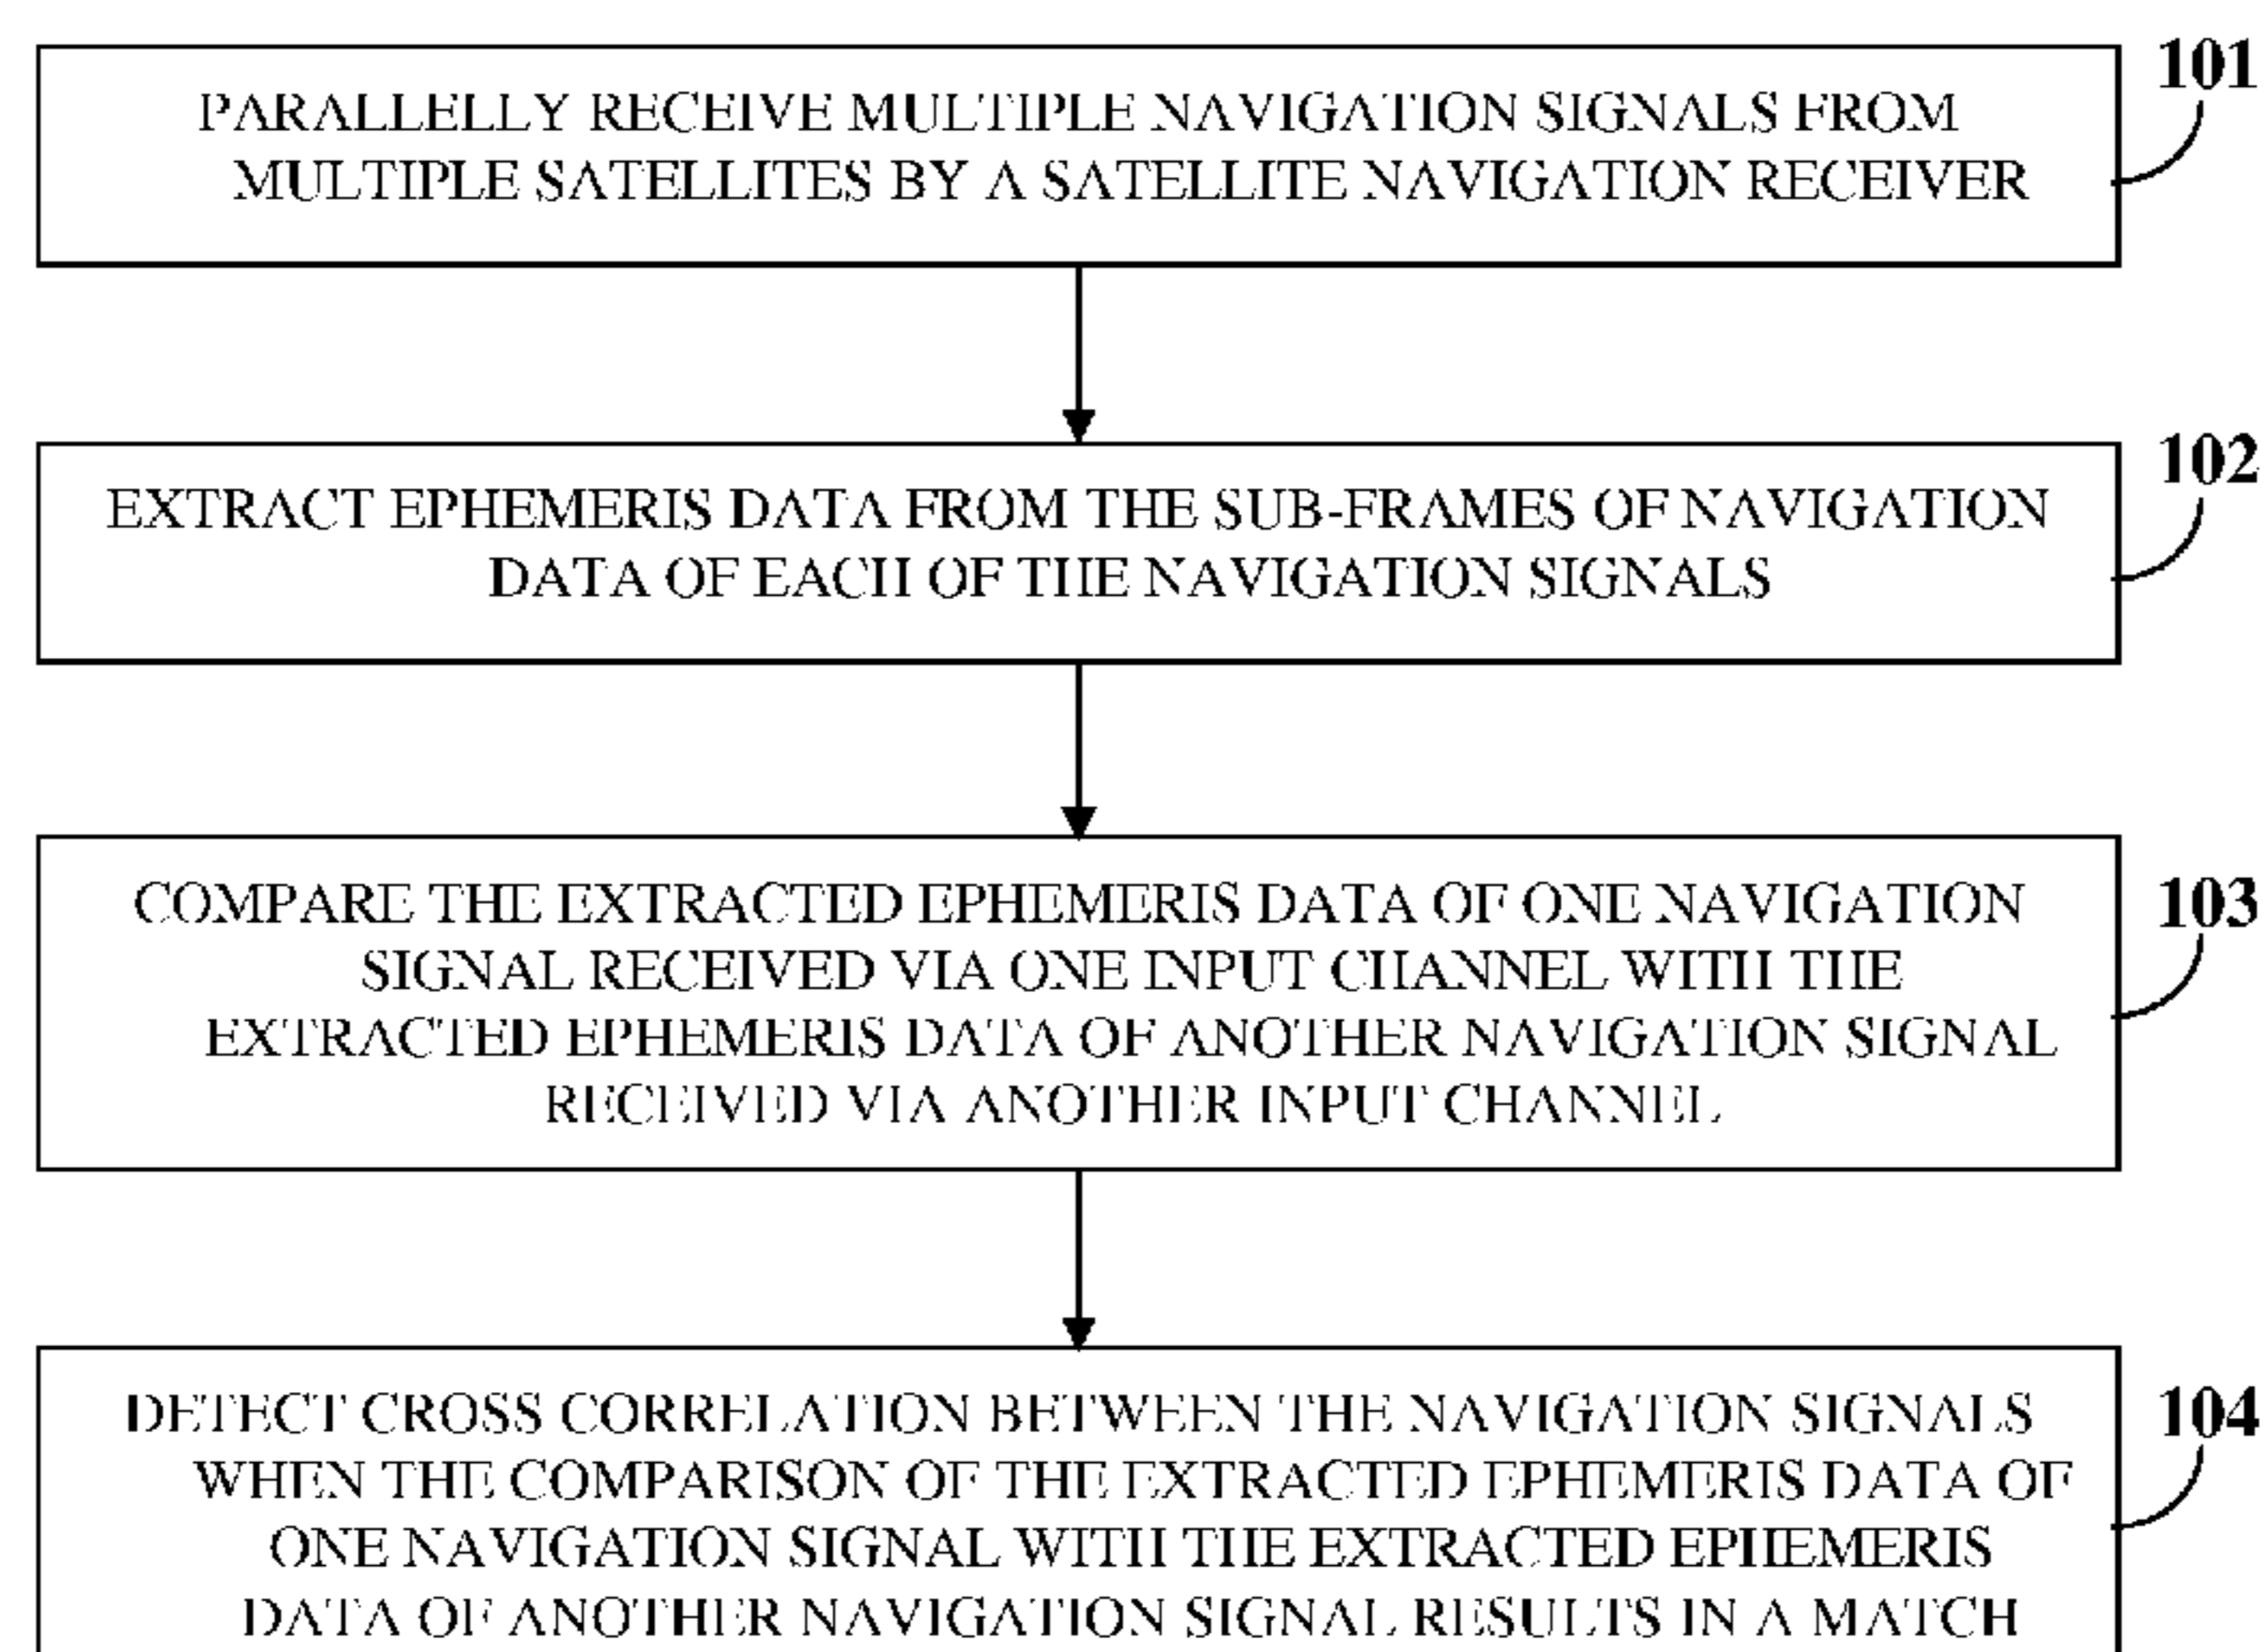 101
PARALLELLY RECEIVE MULTIPLE NAVIGATION SIGNALS FROM
MULTIPLE SATELLITES BY A SATELLITE NAVIGATION RECEIVER
102
EXTRACT EPHEMERIS DATA FROM THE SUB-FRAMES OF NAVIGATION
DATA OF EACH OF THE NAVIGATION SIGNALS
103
COMPARE THE EXTRACTED EPHEMERIS DATA OF ONE NAVIGATION
SIGNAL RECEIVED VIA ONE INPUT CHANNEL WITH THE
EXTRACTED EPHEMERIS DATA OF ANOTHER NAVIGATION SIGNAL
RECEIVED VIA ANOTHER INPUT CHANNEL
104
DETECT CROSS CORRELATION BETWEEN THE NAVIGATION SIGNALS
WHEN THE COMPARISON OF THE EXTRACTED EPHEMERIS DATA OF
ONE NAVIGATION SIGNAL WITH THE EXTRACTED EPHEMERIS
DATA OF ANOTHER NAVIGATION SIGNAL RESULTS IN A MATCH